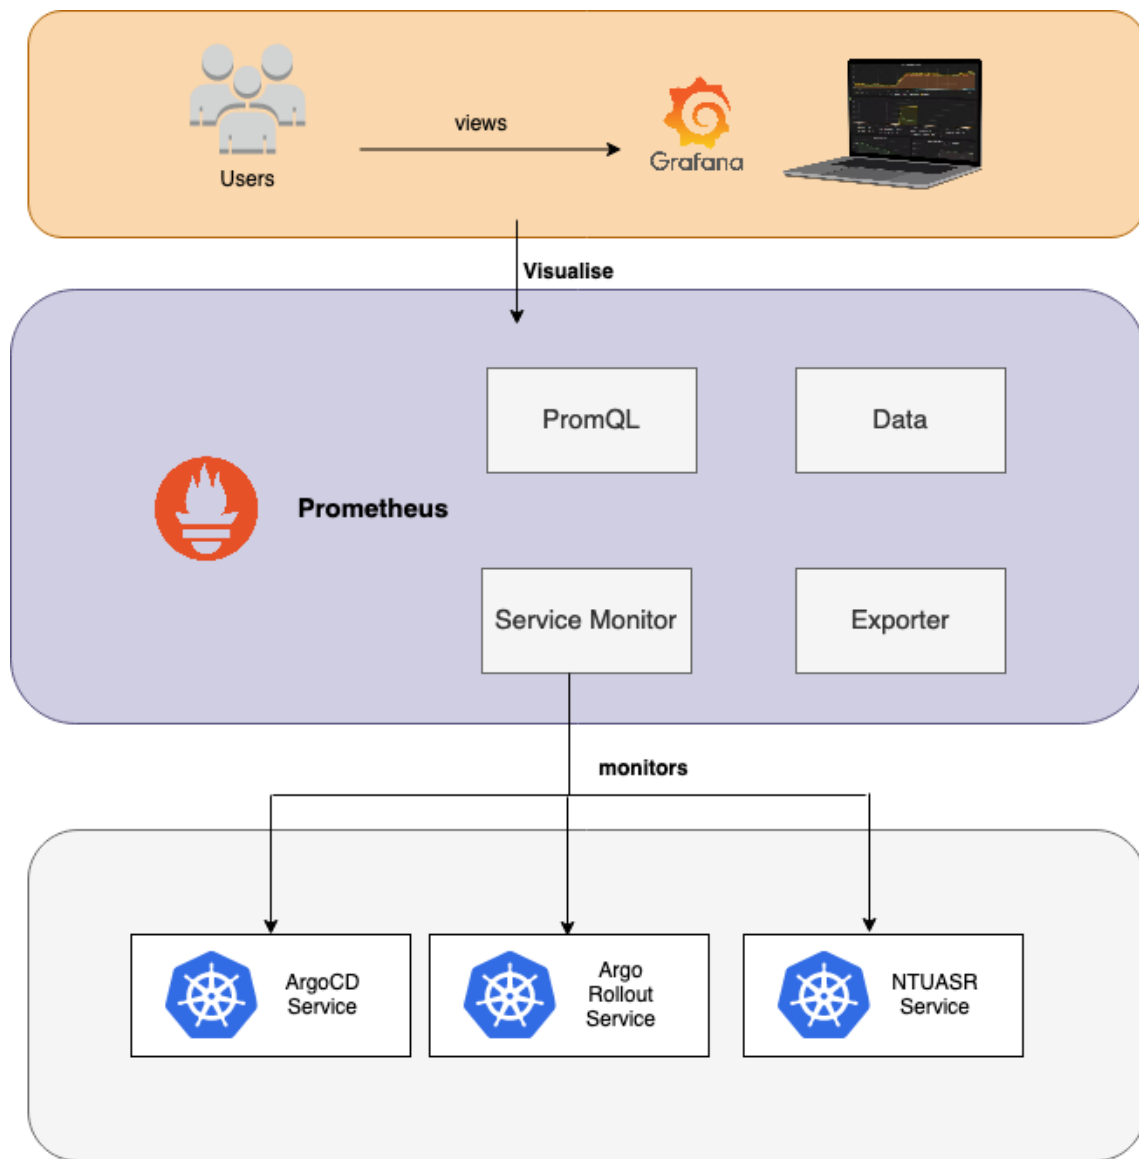 views
Users
Grafana
Visualise
PromQL
Data
Prometheus
Service Monitor
Exporter
monitors
ArgoCD
Service
Argo
Rollout
Service
NTUASR
Service